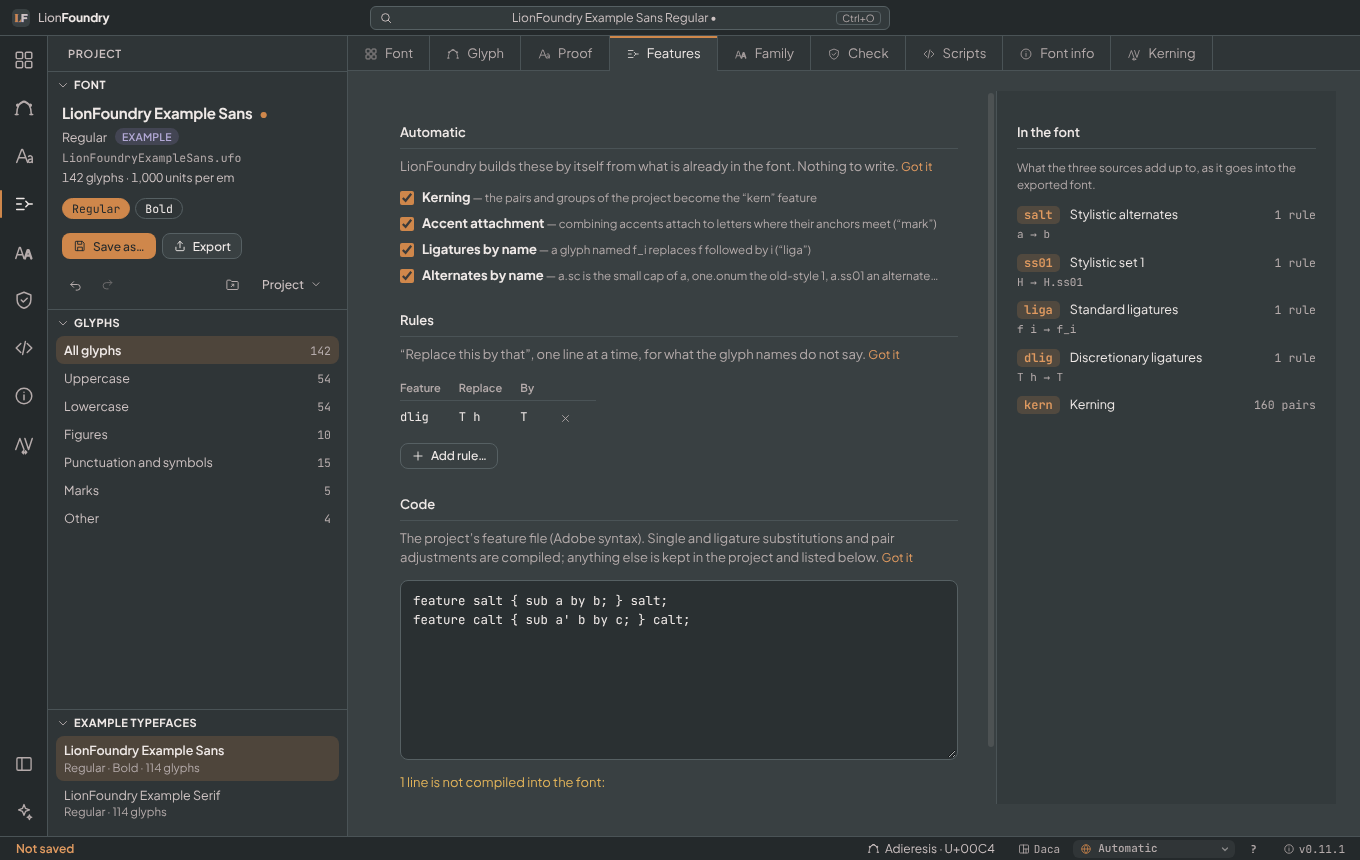 LF LionFoundry
LionFoundry Example Sans Regular •
Ctrl+O
PROJECT
FONT
LionFoundry Example Sans
Regular EXAMPLE
LionFoundryExampleSans.ufo
142 glyphs · 1,000 units per em
Regular Bold
Save as… Export
Project
GLYPHS
All glyphs 142
Uppercase 54
Lowercase 54
Figures 10
Punctuation and symbols 15
Marks 5
Other 4
EXAMPLE TYPEFACES
LionFoundry Example Sans
Regular · Bold · 114 glyphs
LionFoundry Example Serif
Regular · 114 glyphs
Font Glyph Proof Features Family Check Scripts Font info Kerning
Automatic
LionFoundry builds these by itself from what is already in the font. Nothing to write. Got it
Kerning — the pairs and groups of the project become the “kern” feature
Accent attachment — combining accents attach to letters where their anchors meet (“mark”)
Ligatures by name — a glyph named f_i replaces f followed by i (“liga”)
Alternates by name — a.sc is the small cap of a, one.onum the old-style 1, a.ss01 an alternate…
Rules
“Replace this by that”, one line at a time, for what the glyph names do not say. Got it
Feature Replace By
dlig T h T ×
+ Add rule…
Code
The project's feature file (Adobe syntax). Single and ligature substitutions and pair
adjustments are compiled; anything else is kept in the project and listed below. Got it
feature salt { sub a by b; } salt;
feature calt { sub a' b by c; } calt;
1 line is not compiled into the font:
In the font
What the three sources add up to, as it goes into the
exported font.
salt Stylistic alternates 1 rule
a → b
ss01 Stylistic set 1 1 rule
H → H.ss01
liga Standard ligatures 1 rule
f i → f_i
dlig Discretionary ligatures 1 rule
T h → T
kern Kerning 160 pairs
Not saved
Adieresis · U+00C4
Daca
Automatic
?
v0.11.1